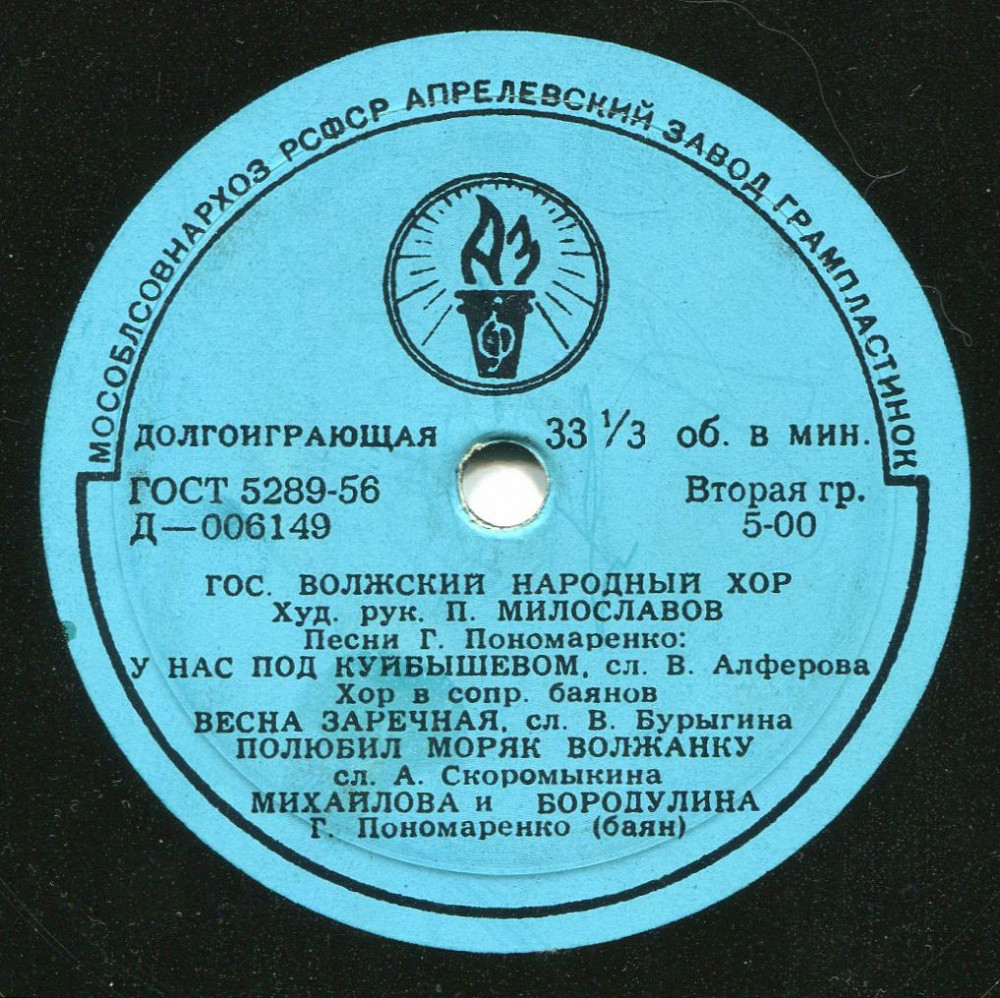 МОСОБЛСОВНАРХОЗ РСФСР АПРЕЛЕВСКИЙ ЗАВОД ГРАМПЛАСТИНОК
АЗ
ДОЛГОИГРАЮЩАЯ 33 1/3 об. в мин.
ГОСТ 5289-56 Вторая гр.
Д—006149 5-00
ГОС. ВОЛЖСКИЙ НАРОДНЫЙ ХОР
Худ. рук. П. МИЛОСЛАВОВ
Песни Г. Пономаренко:
У НАС ПОД КУЙБЫШЕВОМ, сл. В. Алферова
Хор в сопр. баянов
ВЕСНА ЗАРЕЧНАЯ, сл. В. Бурыгина
ПОЛЮБИЛ МОРЯК ВОЛЖАНКУ
сл. А. Скоромыкина
МИХАЙЛОВА и БОРОДУЛИНА
Г. Пономаренко (баян)